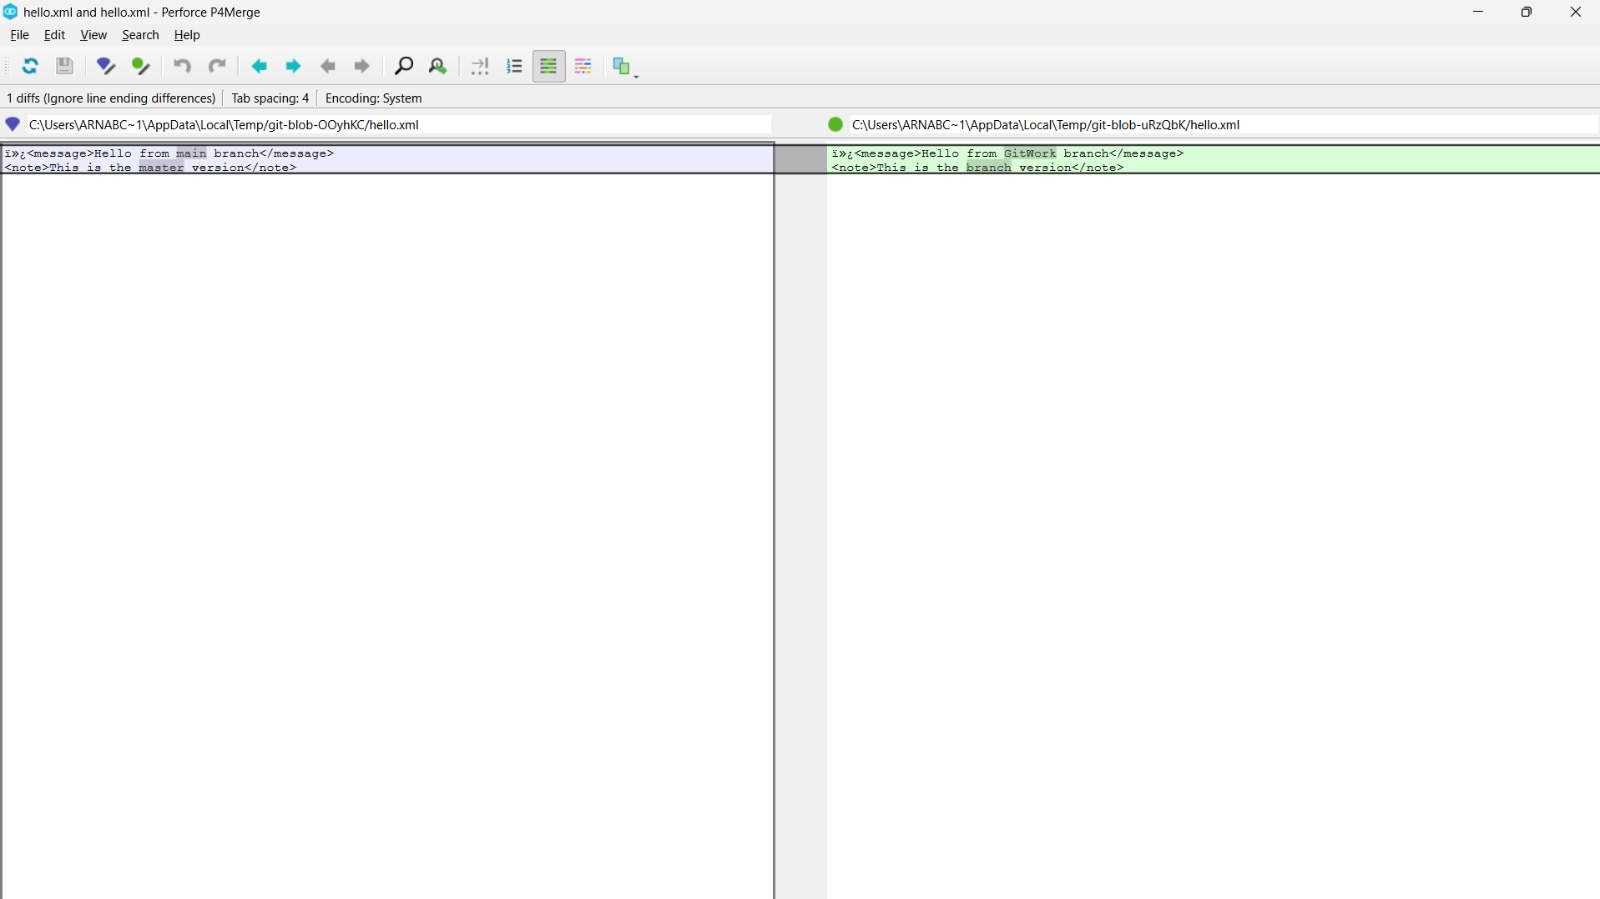 hello.xml and hello.xml - Perforce P4Merge
File Edit View Search Help
1 diffs (Ignore line ending differences) Tab spacing: 4 Encoding: System
C:\Users\ARNABC~1\AppData\Local\Temp/git-blob-OOyhKC/hello.xml
C:\Users\ARNABC~1\AppData\Local\Temp/git-blob-uRzQbK/hello.xml
ï»¿<message>Hello from main branch</message>
<note>This is the master version</note>
ï»¿<message>Hello from GitWork branch</message>
<note>This is the branch version</note>